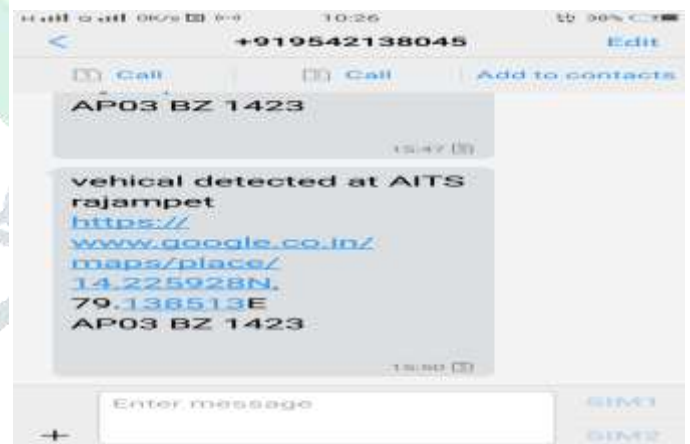 10:26
< +919542138045 Edit
Call Call Add to contacts
AP03 BZ 1423
15:47
vehical detected at AITS
rajampet
https://
www.google.co.in/
maps/place/
14.225928N,
79.138513E
AP03 BZ 1423
15:50
Enter message
SIM1
+
SIM2